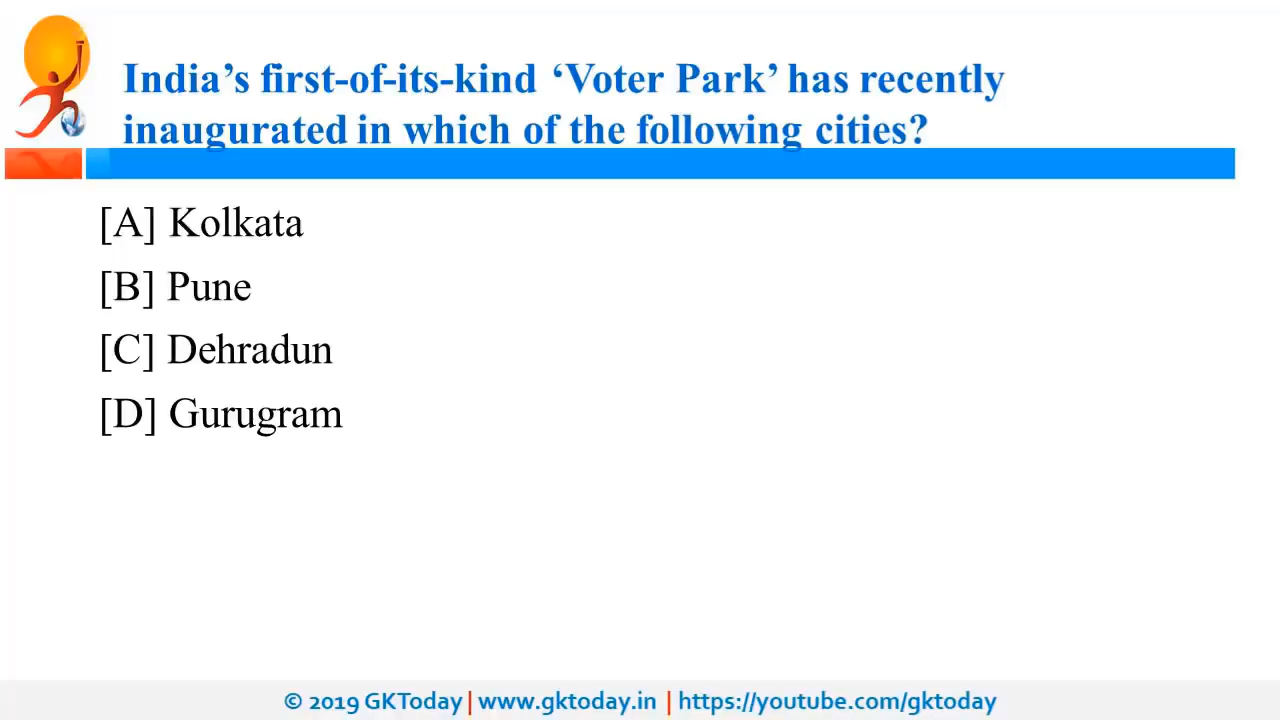 India’s first-of-its-kind ‘Voter Park’ has recently
inaugurated in which of the following cities?
[A] Kolkata
[B] Pune
[C] Dehradun
[D] Gurugram
© 2019 GKToday | www.gktoday.in | https://youtube.com/gktoday